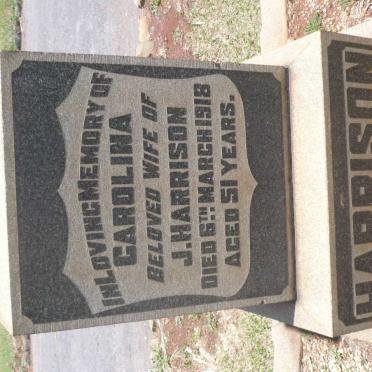 IN LOVING MEMORY OF
CAROLINA
BELOVED WIFE OF
J. HARRISON
DIED 6TH MARCH 1918
AGED 51 YEARS.
HARRISON